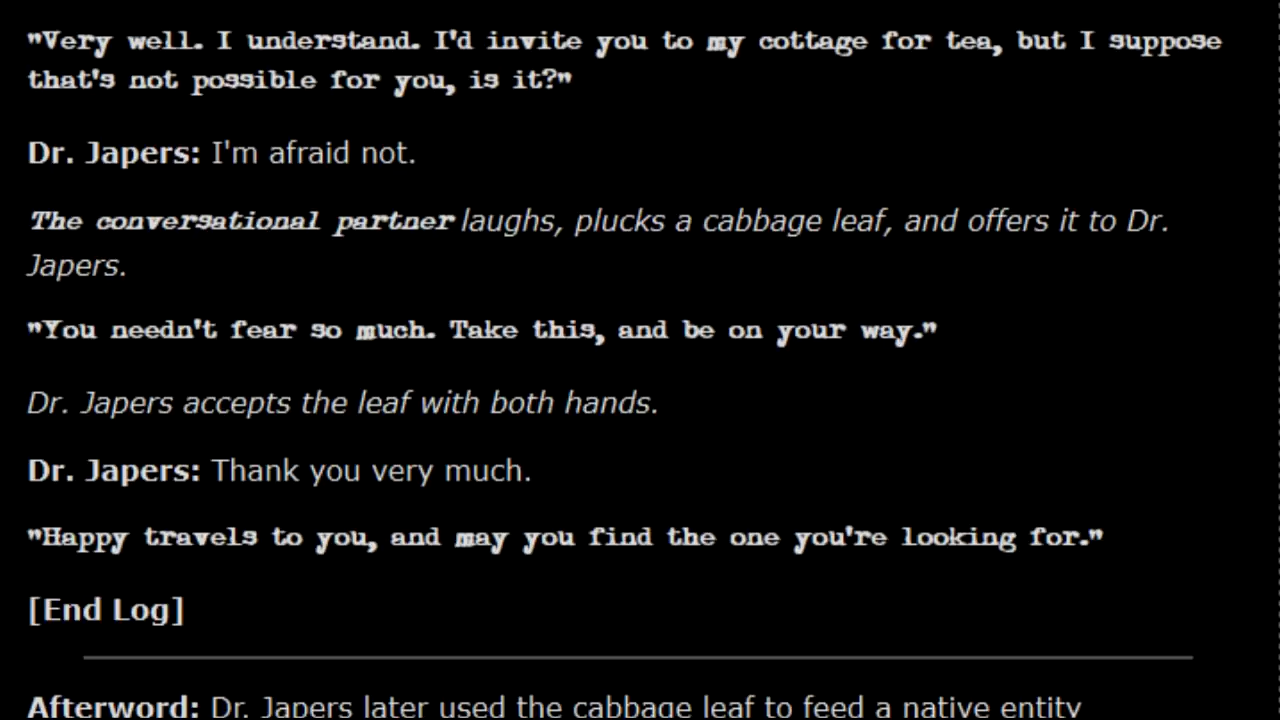 "Very well. I understand. I'd invite you to my cottage for tea, but I suppose
that's not possible for you, is it?"
Dr. Japers: I'm afraid not.
The conversational partner laughs, plucks a cabbage leaf, and offers it to Dr.
Japers.
"You needn't fear so much. Take this, and be on your way."
Dr. Japers accepts the leaf with both hands.
Dr. Japers: Thank you very much.
"Happy travels to you, and may you find the one you're looking for."
[End Log]
Afterword: Dr. Japers later used the cabbage leaf to feed a native entity